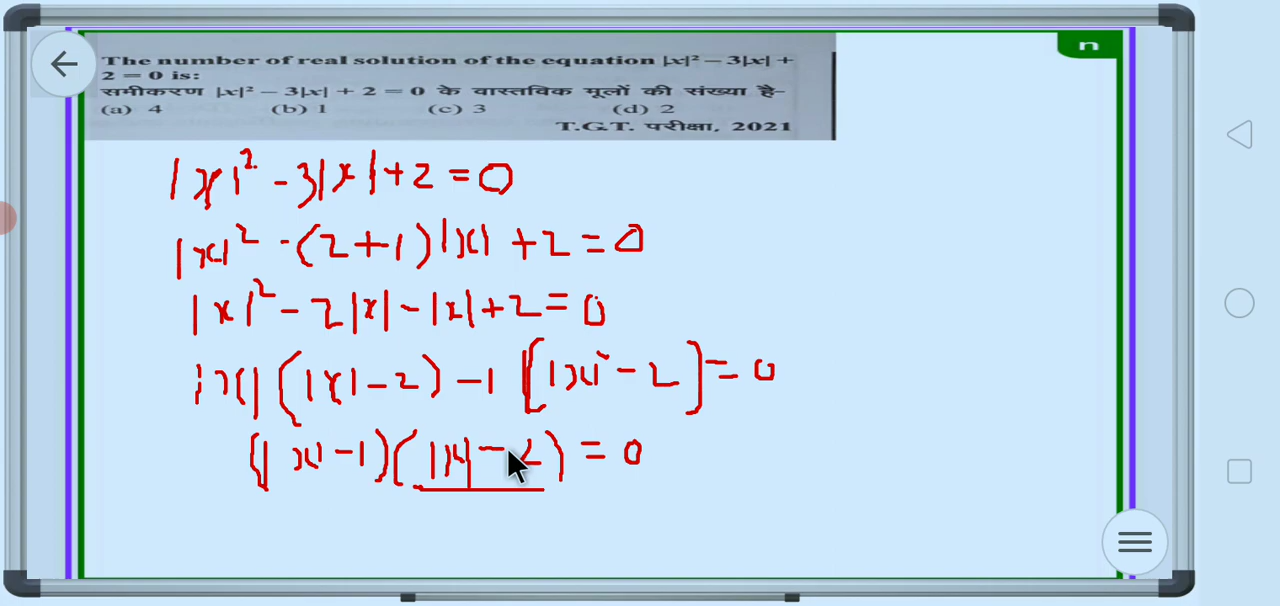 n
The number of real solution of the equation |x|² − 3|x| +
2 = 0 is:
समीकरण |x|² − 3|x| + 2 = 0 के वास्तविक मूलों की संख्या है-
(a) 4 (b) 1 (c) 3 (d) 2
T.G.T. परीक्षा, 2021
|x|² - 3|x| + 2 = 0
|x|² - (2+1)|x| + 2 = 0
|x|² - 2|x| - |x| + 2 = 0
|x| (|x| - 2) - 1 [|x| - 2] = 0
(|x| - 1)(|x| - 2) = 0